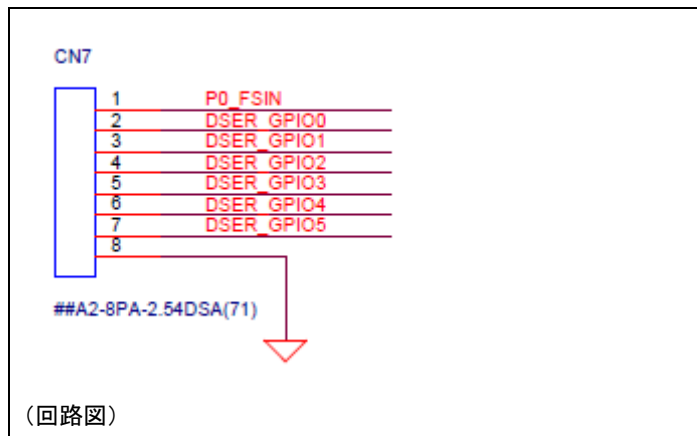 CN7
1 P0_FSIN
2 DSER_GPIO0
3 DSER_GPIO1
4 DSER_GPIO2
5 DSER_GPIO3
6 DSER_GPIO4
7 DSER_GPIO5
8
##A2-8PA-2.54DSA(71)
（回路図）